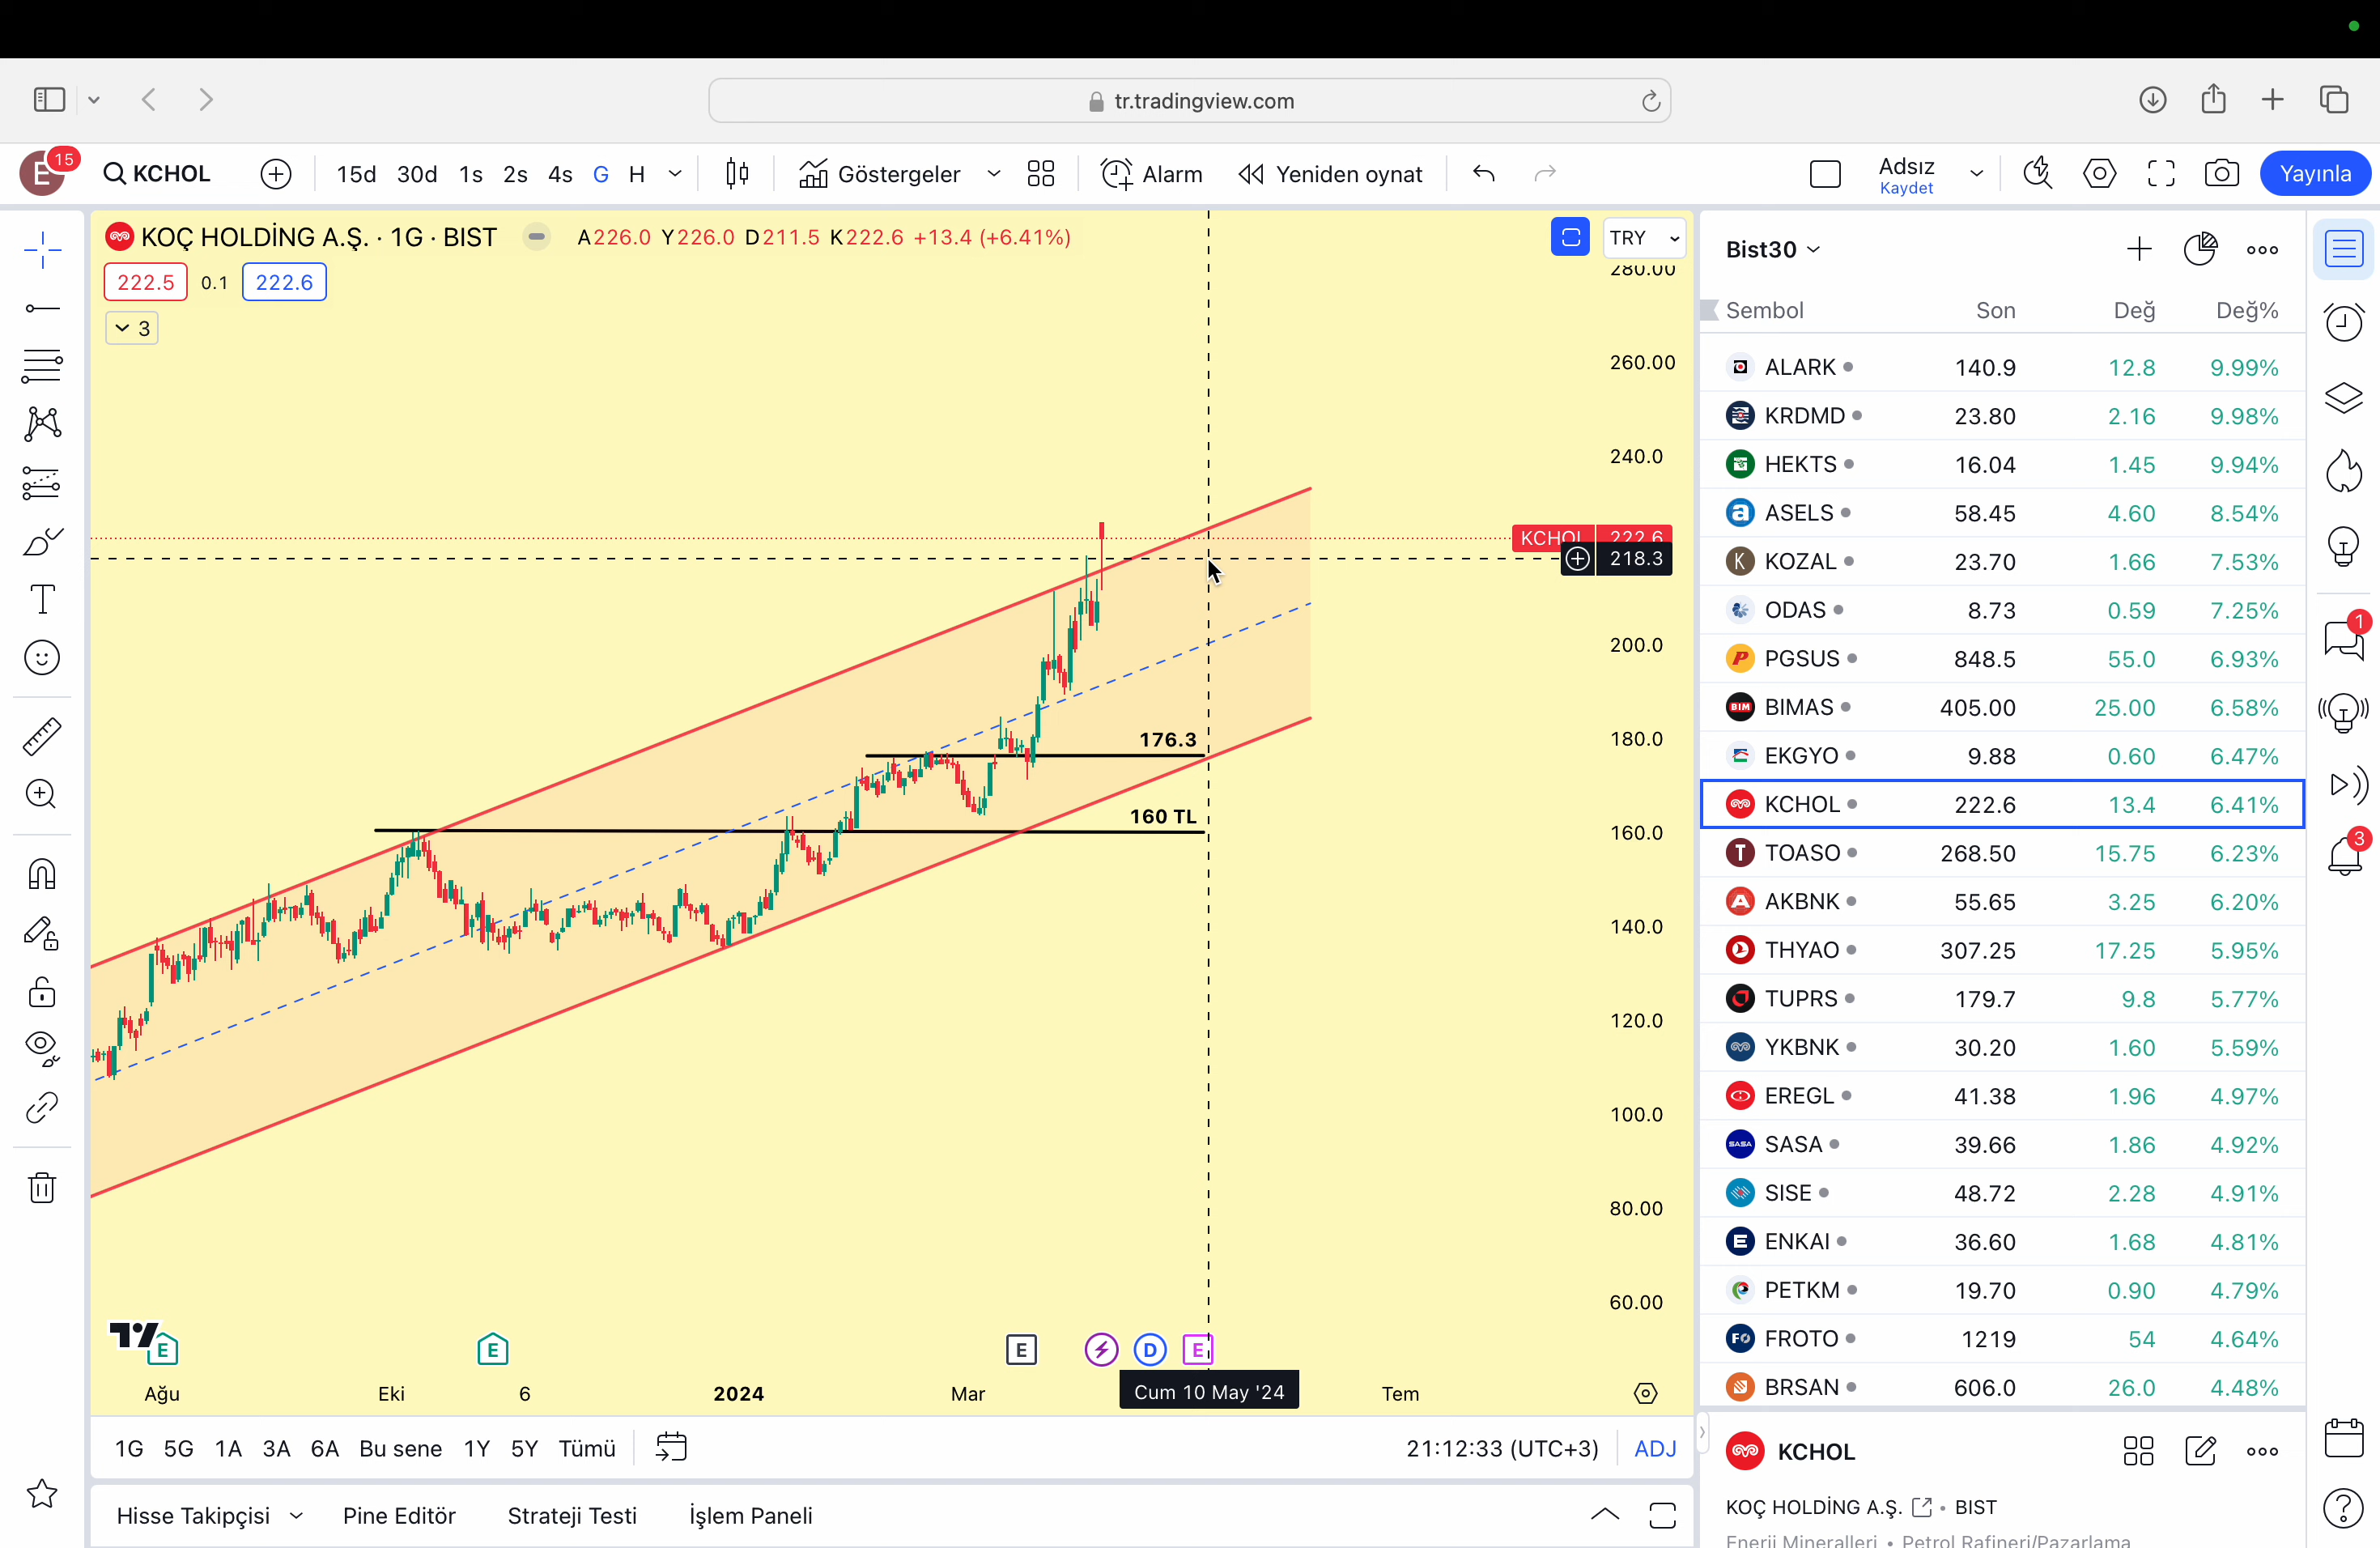 tr.tradingview.com
E 15 KCHOL 15d 30d 1s 2s 4s G H Göstergeler Alarm Yeniden oynat Adsız Kaydet Yayınla
KOÇ HOLDİNG A.Ş. · 1G · BIST A226.0 Y226.0 D211.5 K222.6 +13.4 (+6.41%) TRY
222.5 0.1 222.6
3
280.00
260.00
240.0
KCHOL 222.6
218.3
200.0
180.0
160.0
140.0
120.0
100.0
80.00
60.00
176.3
160 TL
E E E D E
Ağu Eki 6 2024 Mar Cum 10 May '24 Tem
1G 5G 1A 3A 6A Bu sene 1Y 5Y Tümü 21:12:33 (UTC+3) ADJ
Hisse Takipçisi Pine Editör Strateji Testi İşlem Paneli
Bist30
Sembol Son Değ Değ%
ALARK 140.9 12.8 9.99%
KRDMD 23.80 2.16 9.98%
HEKTS 16.04 1.45 9.94%
ASELS 58.45 4.60 8.54%
K KOZAL 23.70 1.66 7.53%
ODAS 8.73 0.59 7.25%
PGSUS 848.5 55.0 6.93%
BIM BIMAS 405.00 25.00 6.58%
EKGYO 9.88 0.60 6.47%
KCHOL 222.6 13.4 6.41%
T TOASO 268.50 15.75 6.23%
AKBNK 55.65 3.25 6.20%
THYAO 307.25 17.25 5.95%
TUPRS 179.7 9.8 5.77%
YKBNK 30.20 1.60 5.59%
EREGL 41.38 1.96 4.97%
SASA SASA 39.66 1.86 4.92%
SISE 48.72 2.28 4.91%
E ENKAI 36.60 1.68 4.81%
PETKM 19.70 0.90 4.79%
FO FROTO 1219 54 4.64%
BRSAN 606.0 26.0 4.48%
KCHOL
KOÇ HOLDİNG A.Ş. • BIST
Enerji Mineralleri • Petrol Rafineri/Pazarlama
1
3